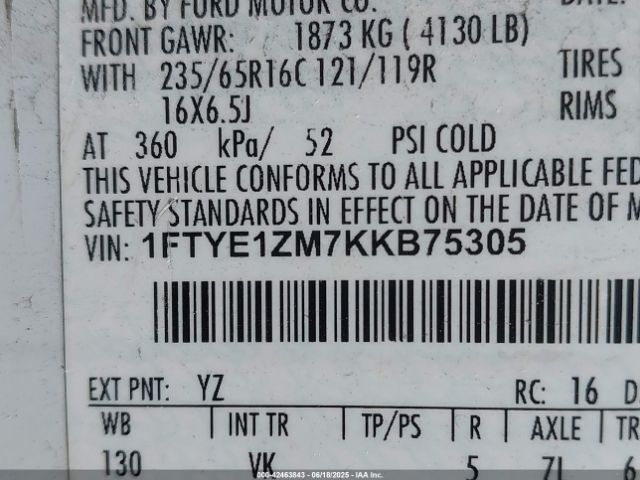 MFD. BY FORD MOTOR CO. DATE:
FRONT GAWR: 1873 KG ( 4130 LB)
WITH 235/65R16C 121/119R TIRES
16X6.5J RIMS
AT 360 kPa/ 52 PSI COLD
THIS VEHICLE CONFORMS TO ALL APPLICABLE FED
SAFETY STANDARDS IN EFFECT ON THE DATE OF M
VIN: 1FTYE1ZM7KKB75305
EXT PNT: YZ RC: 16 D
WB INT TR TP/PS R AXLE TR
130 VK 5 7L 6
000-42463843 - 06/18/2025 - IAA Inc.